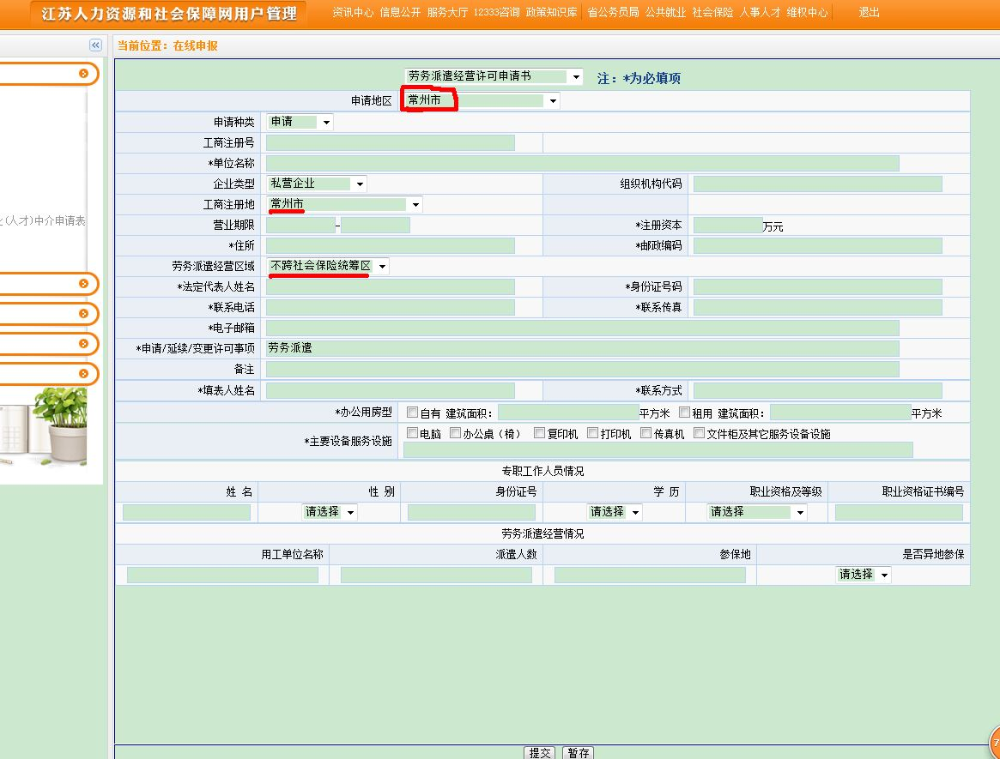 江苏人力资源和社会保障网用户管理 资讯中心 信息公开 服务大厅 12333咨询 政策知识库 省公务员局 公共就业 社会保险 人事人才 维权中心 退出
当前位置：在线申报
劳务派遣经营许可申请书 注：*为必填项
申请地区 常州市
申请种类 申请
工商注册号
*单位名称
企业类型 私营企业 组织机构代码
工商注册地 常州市
(人才)中介申请表
营业期限 - *注册资本 万元
*住所 *邮政编码
劳务派遣经营区域 不跨社会保险统筹区
*法定代表人姓名 *身份证号码
*联系电话 *联系传真
*电子邮箱
*申请/延续/变更许可事项 劳务派遣
备注
*填表人姓名 *联系方式
*办公用房型 自有 建筑面积： 平方米 租用 建筑面积： 平方米
*主要设备服务设施 电脑 办公桌（椅） 复印机 打印机 传真机 文件柜及其它服务设备设施
专职工作人员情况
姓 名 性 别 身份证号 学 历 职业资格及等级 职业资格证书编号
请选择 请选择 请选择
劳务派遣经营情况
用工单位名称 派遣人数 参保地 是否异地参保
请选择
提交 暂存
7